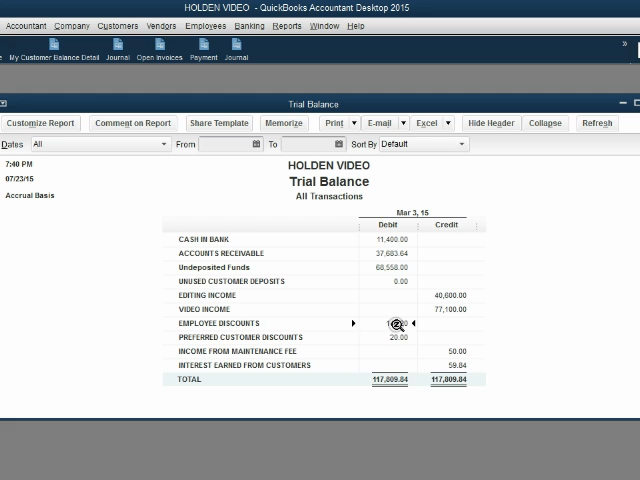 HOLDEN VIDEO - QuickBooks Accountant Desktop 2015
Accountant Company Customers Vendors Employees Banking Reports Window Help
My Customer Balance Detail Journal Open Invoices Payment Journal »
Trial Balance
Customize Report Comment on Report Share Template Memorize Print E-mail Excel Hide Header Collapse Refresh
Dates All From To Sort By Default
7:40 PM
07/23/15
Accrual Basis
HOLDEN VIDEO
Trial Balance
All Transactions
Mar 3, 15
Debit Credit
CASH IN BANK 11,400.00
ACCOUNTS RECEIVABLE 37,683.64
Undeposited Funds 68,558.00
UNUSED CUSTOMER DEPOSITS 0.00
EDITING INCOME 40,600.00
VIDEO INCOME 77,100.00
EMPLOYEE DISCOUNTS
PREFERRED CUSTOMER DISCOUNTS 20.00
INCOME FROM MAINTENANCE FEE 50.00
INTEREST EARNED FROM CUSTOMERS 59.84
TOTAL 117,809.84 117,809.84